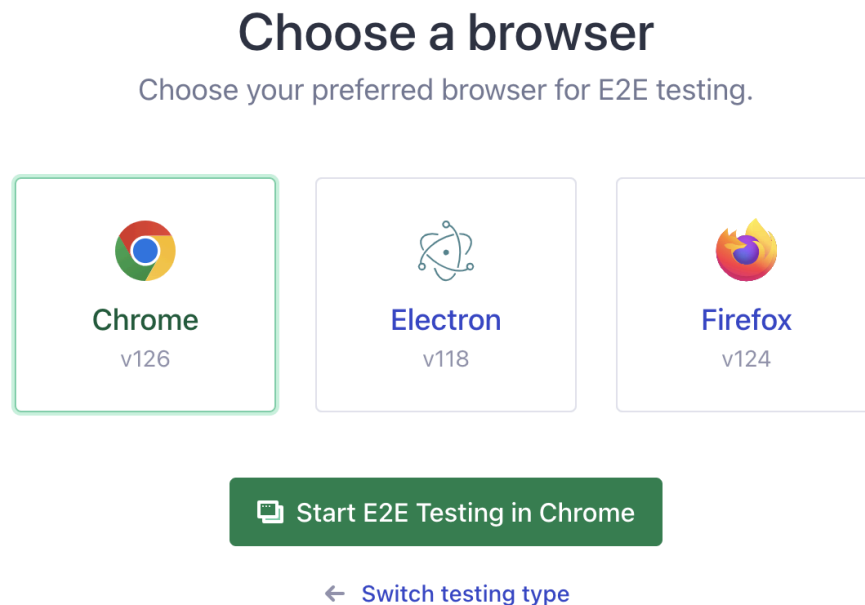 Choose a browser
Choose your preferred browser for E2E testing.
Chrome
v126
Electron
v118
Firefox
v124
Start E2E Testing in Chrome
Switch testing type